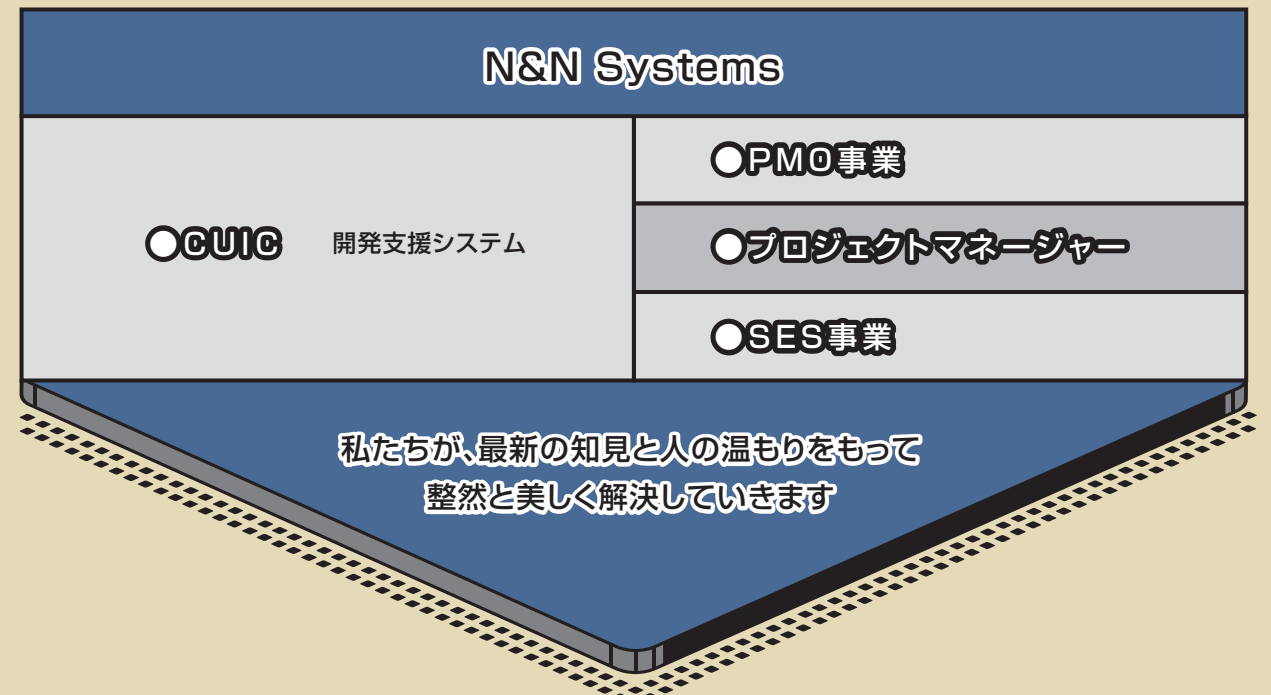 N&N Systems
●CUIC 開発支援システム
●PMO事業
●プロジェクトマネージャー
●SES事業
私たちが、最新の知見と人の温もりをもって
整然と美しく解決していきます